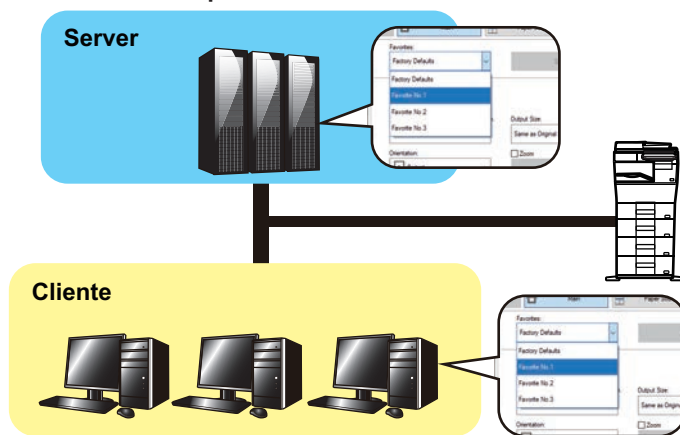 Server
Favorites:
Factory Defaults
Factory Defaults
Favorite No.1
Favorite No.2
Favorite No.3
Output Size:
Same as Original
Orientation:
Zoom
Cliente
Main
Favorites:
Factory Defaults
Factory Defaults
Favorite No.1
Favorite No.2
Favorite No.3
Output Size:
Same as Origin
Orientation:
Zoom